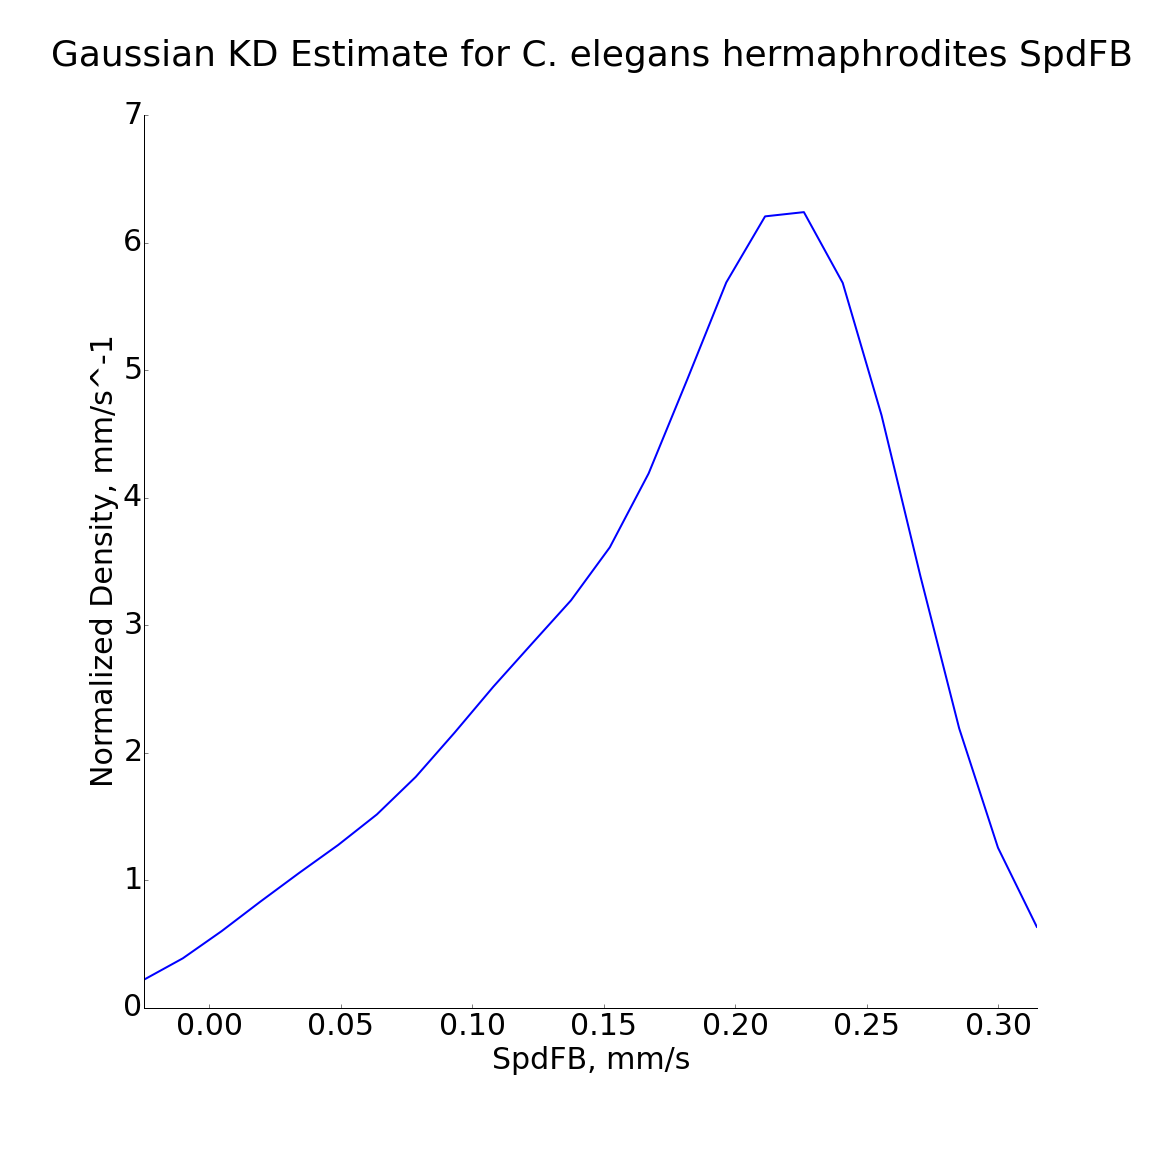 Gaussian KD Estimate for C. elegans hermaphrodites SpdFB
7
6
5
4
3
2
1
0
Normalized Density, mm/s^-1
0.00 0.05 0.10 0.15 0.20 0.25 0.30
SpdFB, mm/s